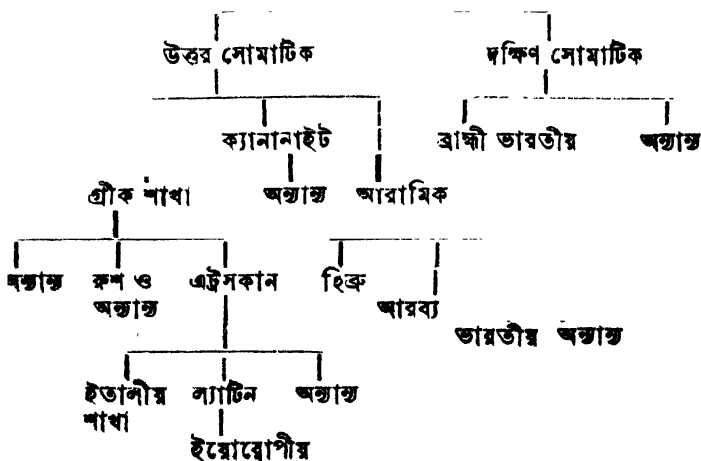 উত্তর সোমাটিক দক্ষিণ সোমাটিক
ক্যানানাইট ব্রাহ্মী ভারতীয় অন্যান্য
গ্রীক শাখা অন্যান্য আরামিক
অন্যান্য রুশ ও এট্রসকান হিব্রু
অন্যান্য আরব্য
ভারতীয় অন্যান্য
ইতালীয় ল্যাটিন অন্যান্য
শাখা
ইয়োরোপীয়